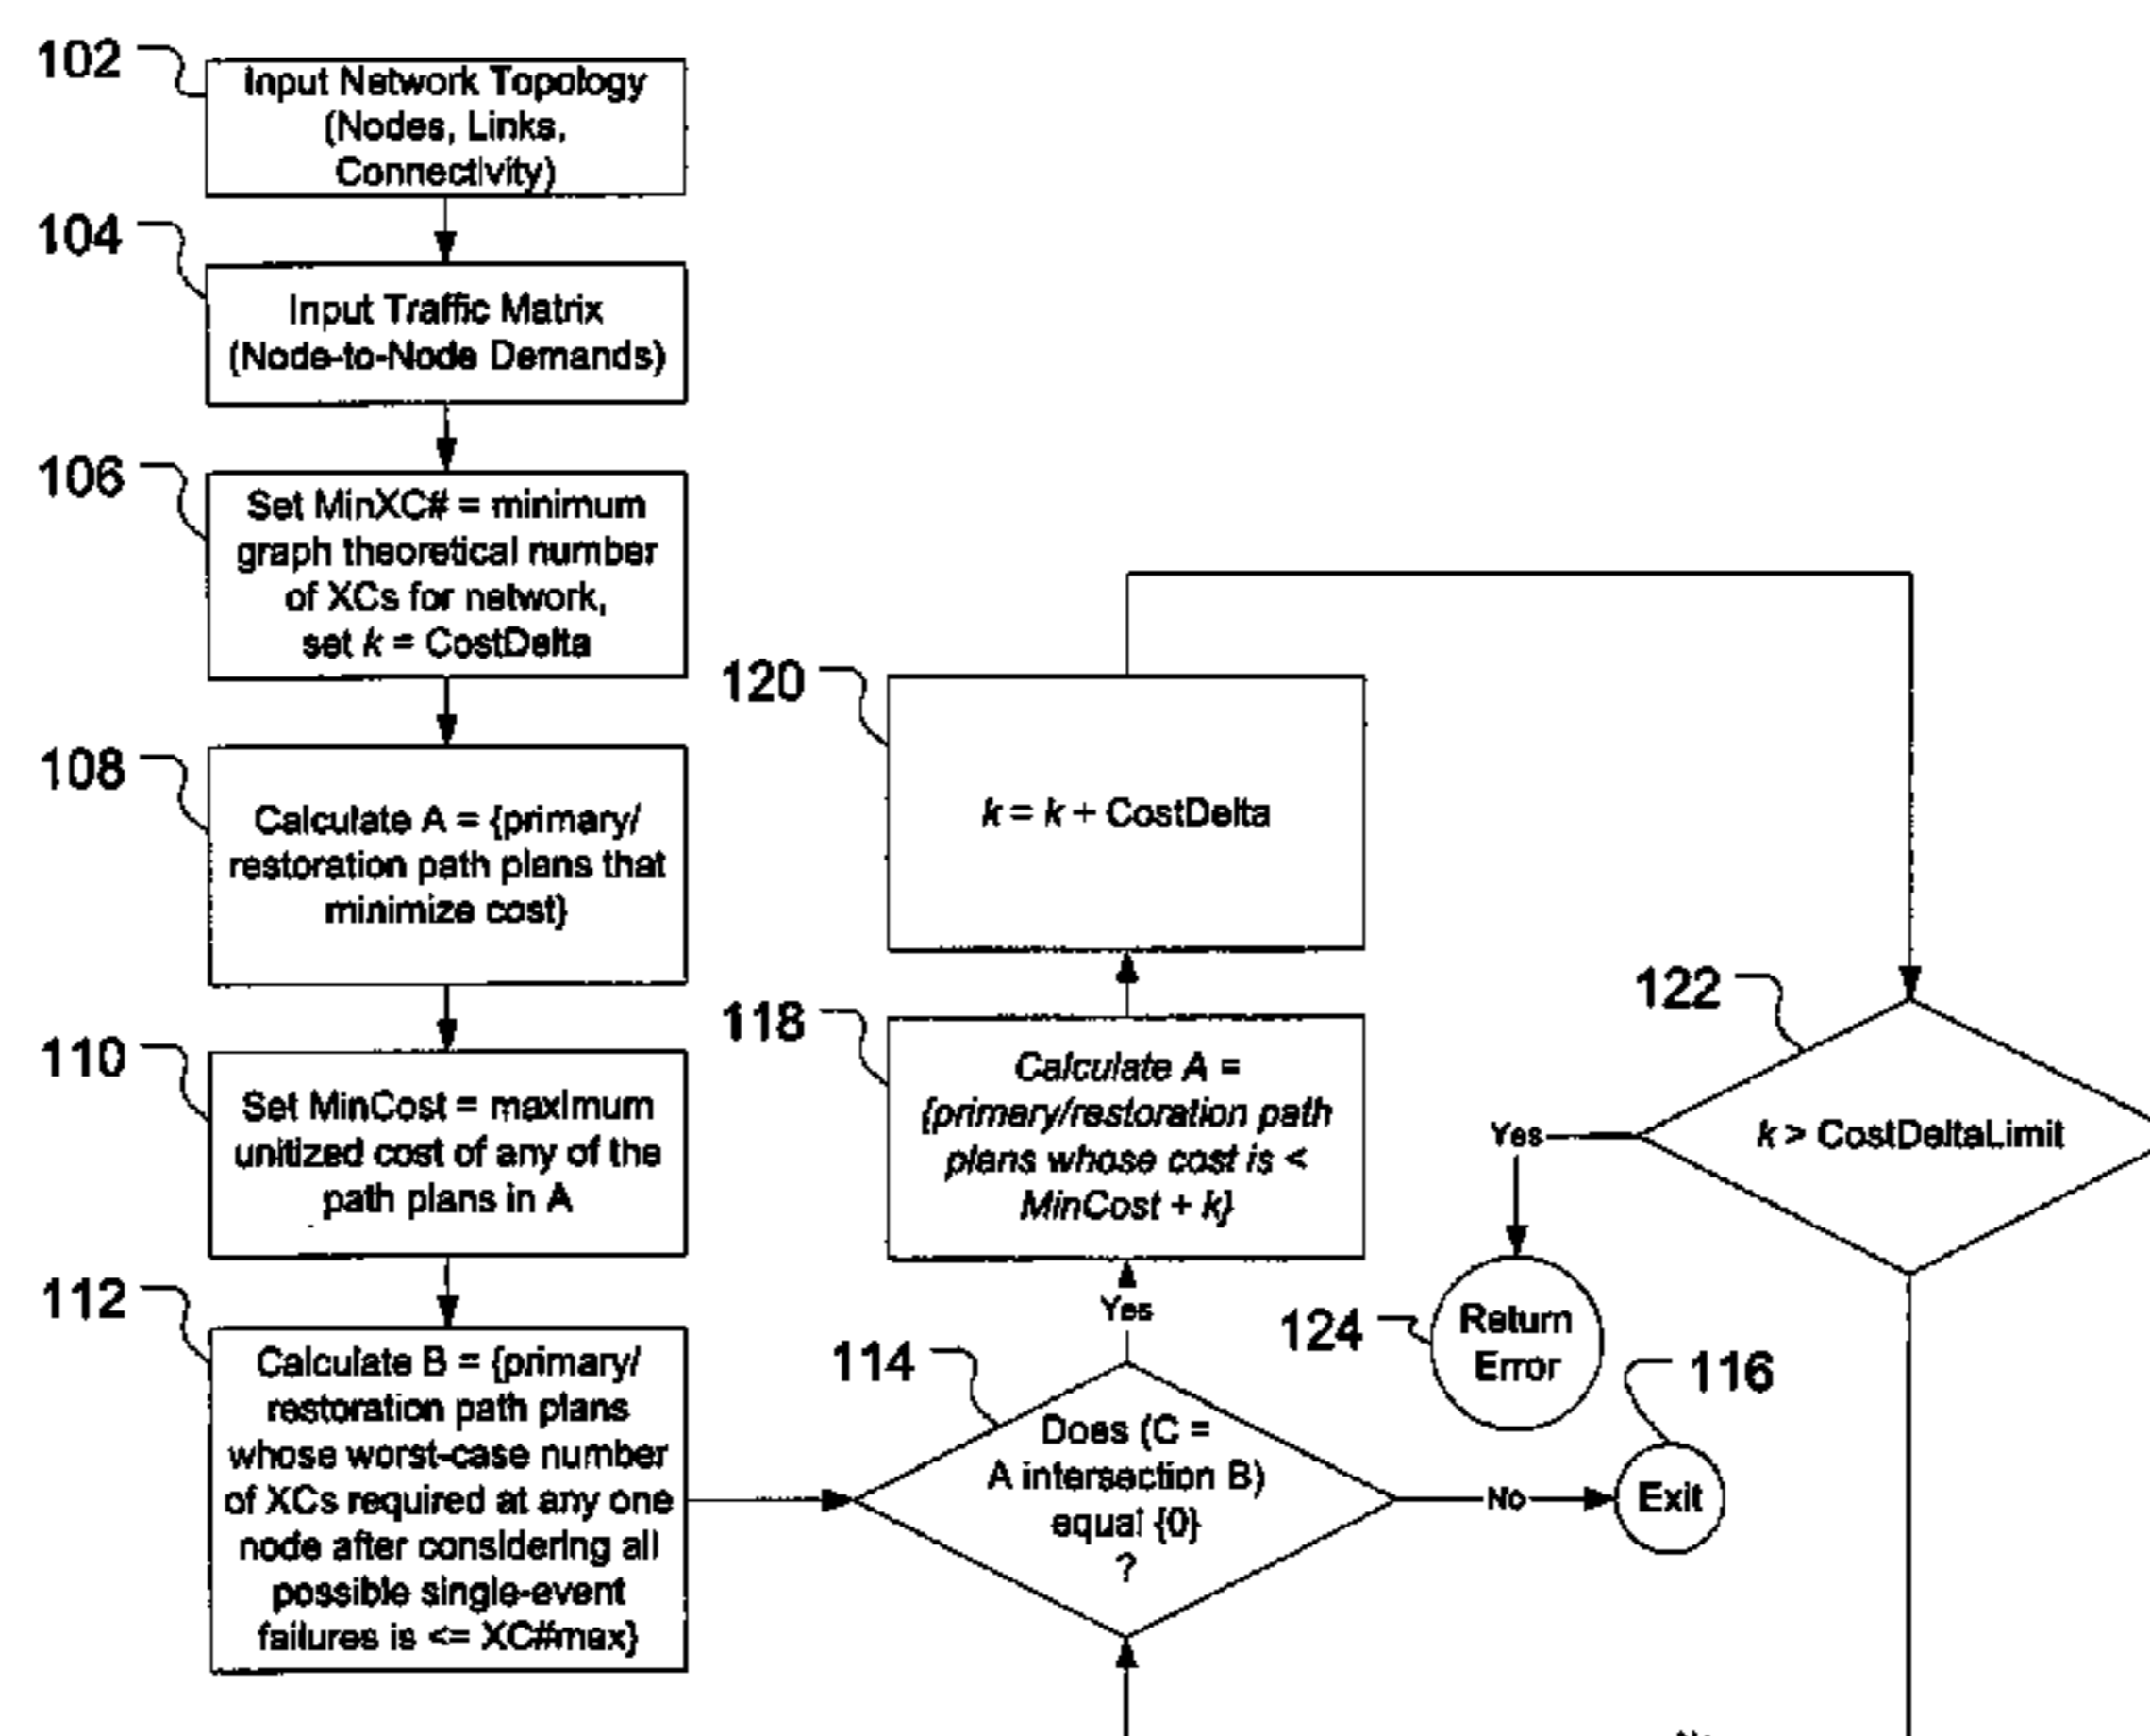 102
Input Network Topology
(Nodes, Links,
Connectivity)
104
Input Traffic Matrix
(Node-to-Node Demands)
106
Set MinXC# = minimum
graph theoretical number
of XCs for network,
set k = CostDelta
108
Calculate A = {primary/
restoration path plans that
minimize cost}
110
Set MinCost = maximum
unitized cost of any of the
path plans in A
112
Calculate B = {primary/
restoration path plans
whose worst-case number
of XCs required at any one
node after considering all
possible single-event
failures is <= XC#max}
120
k = k + CostDelta
118
Calculate A =
{primary/restoration path
plans whose cost is <
MinCost + k}
Yes
114
Does (C =
A intersection B)
equal {0}
?
No
116
Exit
122
k > CostDeltaLimit
Yes
124
Return
Error